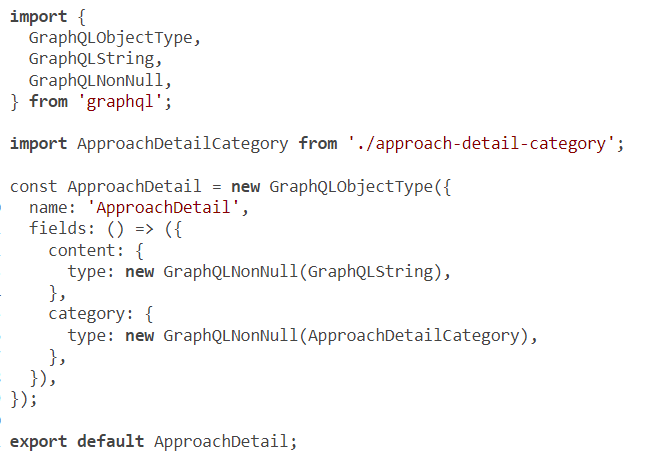 import {
  GraphQLObjectType,
  GraphQLString,
  GraphQLNonNull,
} from 'graphql';

import ApproachDetailCategory from './approach-detail-category';

const ApproachDetail = new GraphQLObjectType({
  name: 'ApproachDetail',
  fields: () => ({
    content: {
      type: new GraphQLNonNull(GraphQLString),
    },
    category: {
      type: new GraphQLNonNull(ApproachDetailCategory),
    },
  }),
});

export default ApproachDetail;